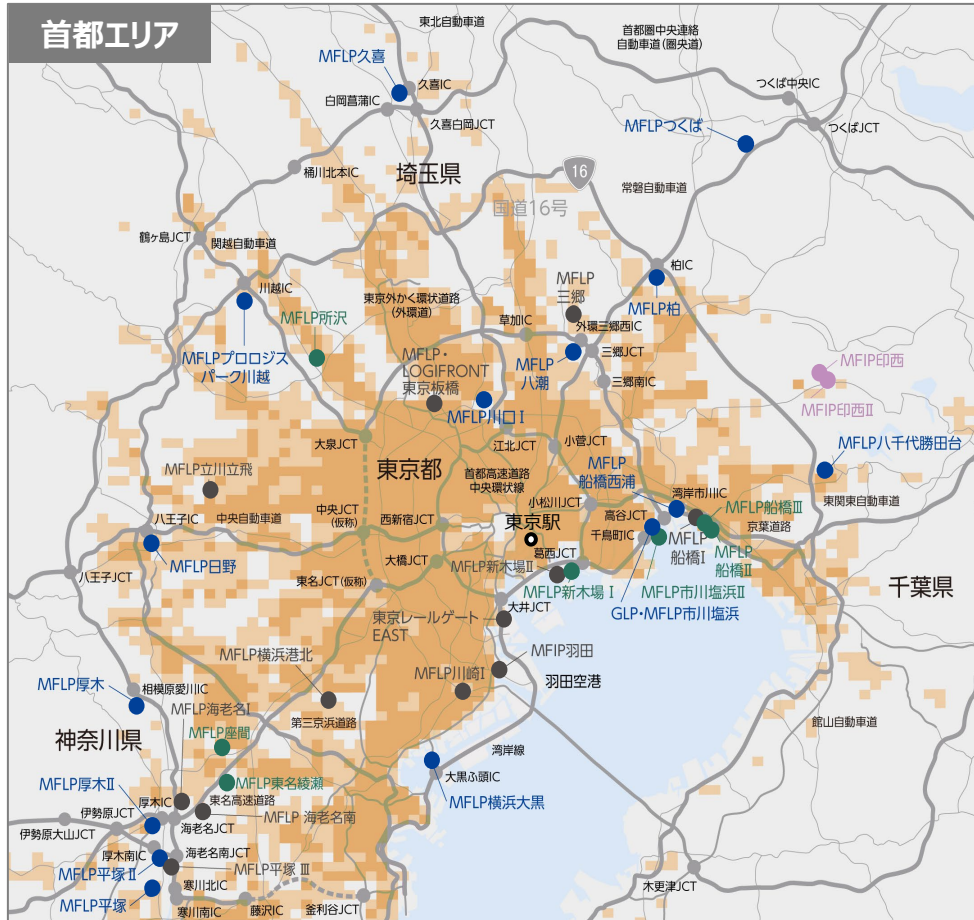 首都エリア
東北自動車道
首都圏中央連絡
自動車道(圏央道)
MFLP久喜
久喜IC
白岡菖蒲IC
久喜白岡JCT
つくば中央IC
つくばJCT
MFLPつくば
桶川北本IC
埼玉県
16
国道16号
常磐自動車道
鶴ヶ島JCT
関越自動車道
川越IC
柏IC
MFLP柏
東京外かく環状道路
(外環道)
MFLP
三郷
MFLP所沢
草加IC
外環三郷西IC
MFLPプロロジス
パーク川越
MFLP・
LOGIFRONT
東京板橋
MFLP
八潮
三郷JCT
三郷南IC
MFIP印西
MFIP印西Ⅱ
MFLP川口Ⅰ
大泉JCT
江北JCT
小菅JCT
MFLP八千代勝田台
東京都
首都高速道路
中央環状線
MFLP立川立飛
MFLP
船橋西浦
湾岸市川IC
東関東自動車道
八王子IC
中央自動車道
中央JCT
(仮称)
西新宿JCT
小松川JCT
東京駅
高谷JCT
千鳥町IC
MFLP船橋Ⅲ
京葉道路
MFLP
船橋Ⅰ
MFLP
船橋Ⅱ
MFLP日野
八王子JCT
大橋JCT
葛西JCT
MFLP新木場Ⅱ
MFLP新木場Ⅰ
MFLP市川塩浜Ⅱ
GLP・MFLP市川塩浜
千葉県
東名JCT(仮称)
大井JCT
東京レールゲート
EAST
MFLP横浜港北
MFIP羽田
羽田空港
MFLP川崎Ⅰ
MFLP厚木
相模原愛川IC
MFLP海老名Ⅰ
第三京浜道路
館山自動車道
神奈川県
MFLP座間
湾岸線
大黒ふ頭IC
MFLP横浜大黒
MFLP厚木Ⅱ
MFLP東名綾瀬
厚木IC
東名高速道路
伊勢原JCT
MFLP 海老名南
伊勢原大山JCT
海老名JCT
厚木南IC
海老名南JCT
MFLP平塚Ⅱ
MFLP 平塚 Ⅲ
木更津JCT
寒川北IC
MFLP平塚
寒川南IC
藤沢IC
釜利谷JCT